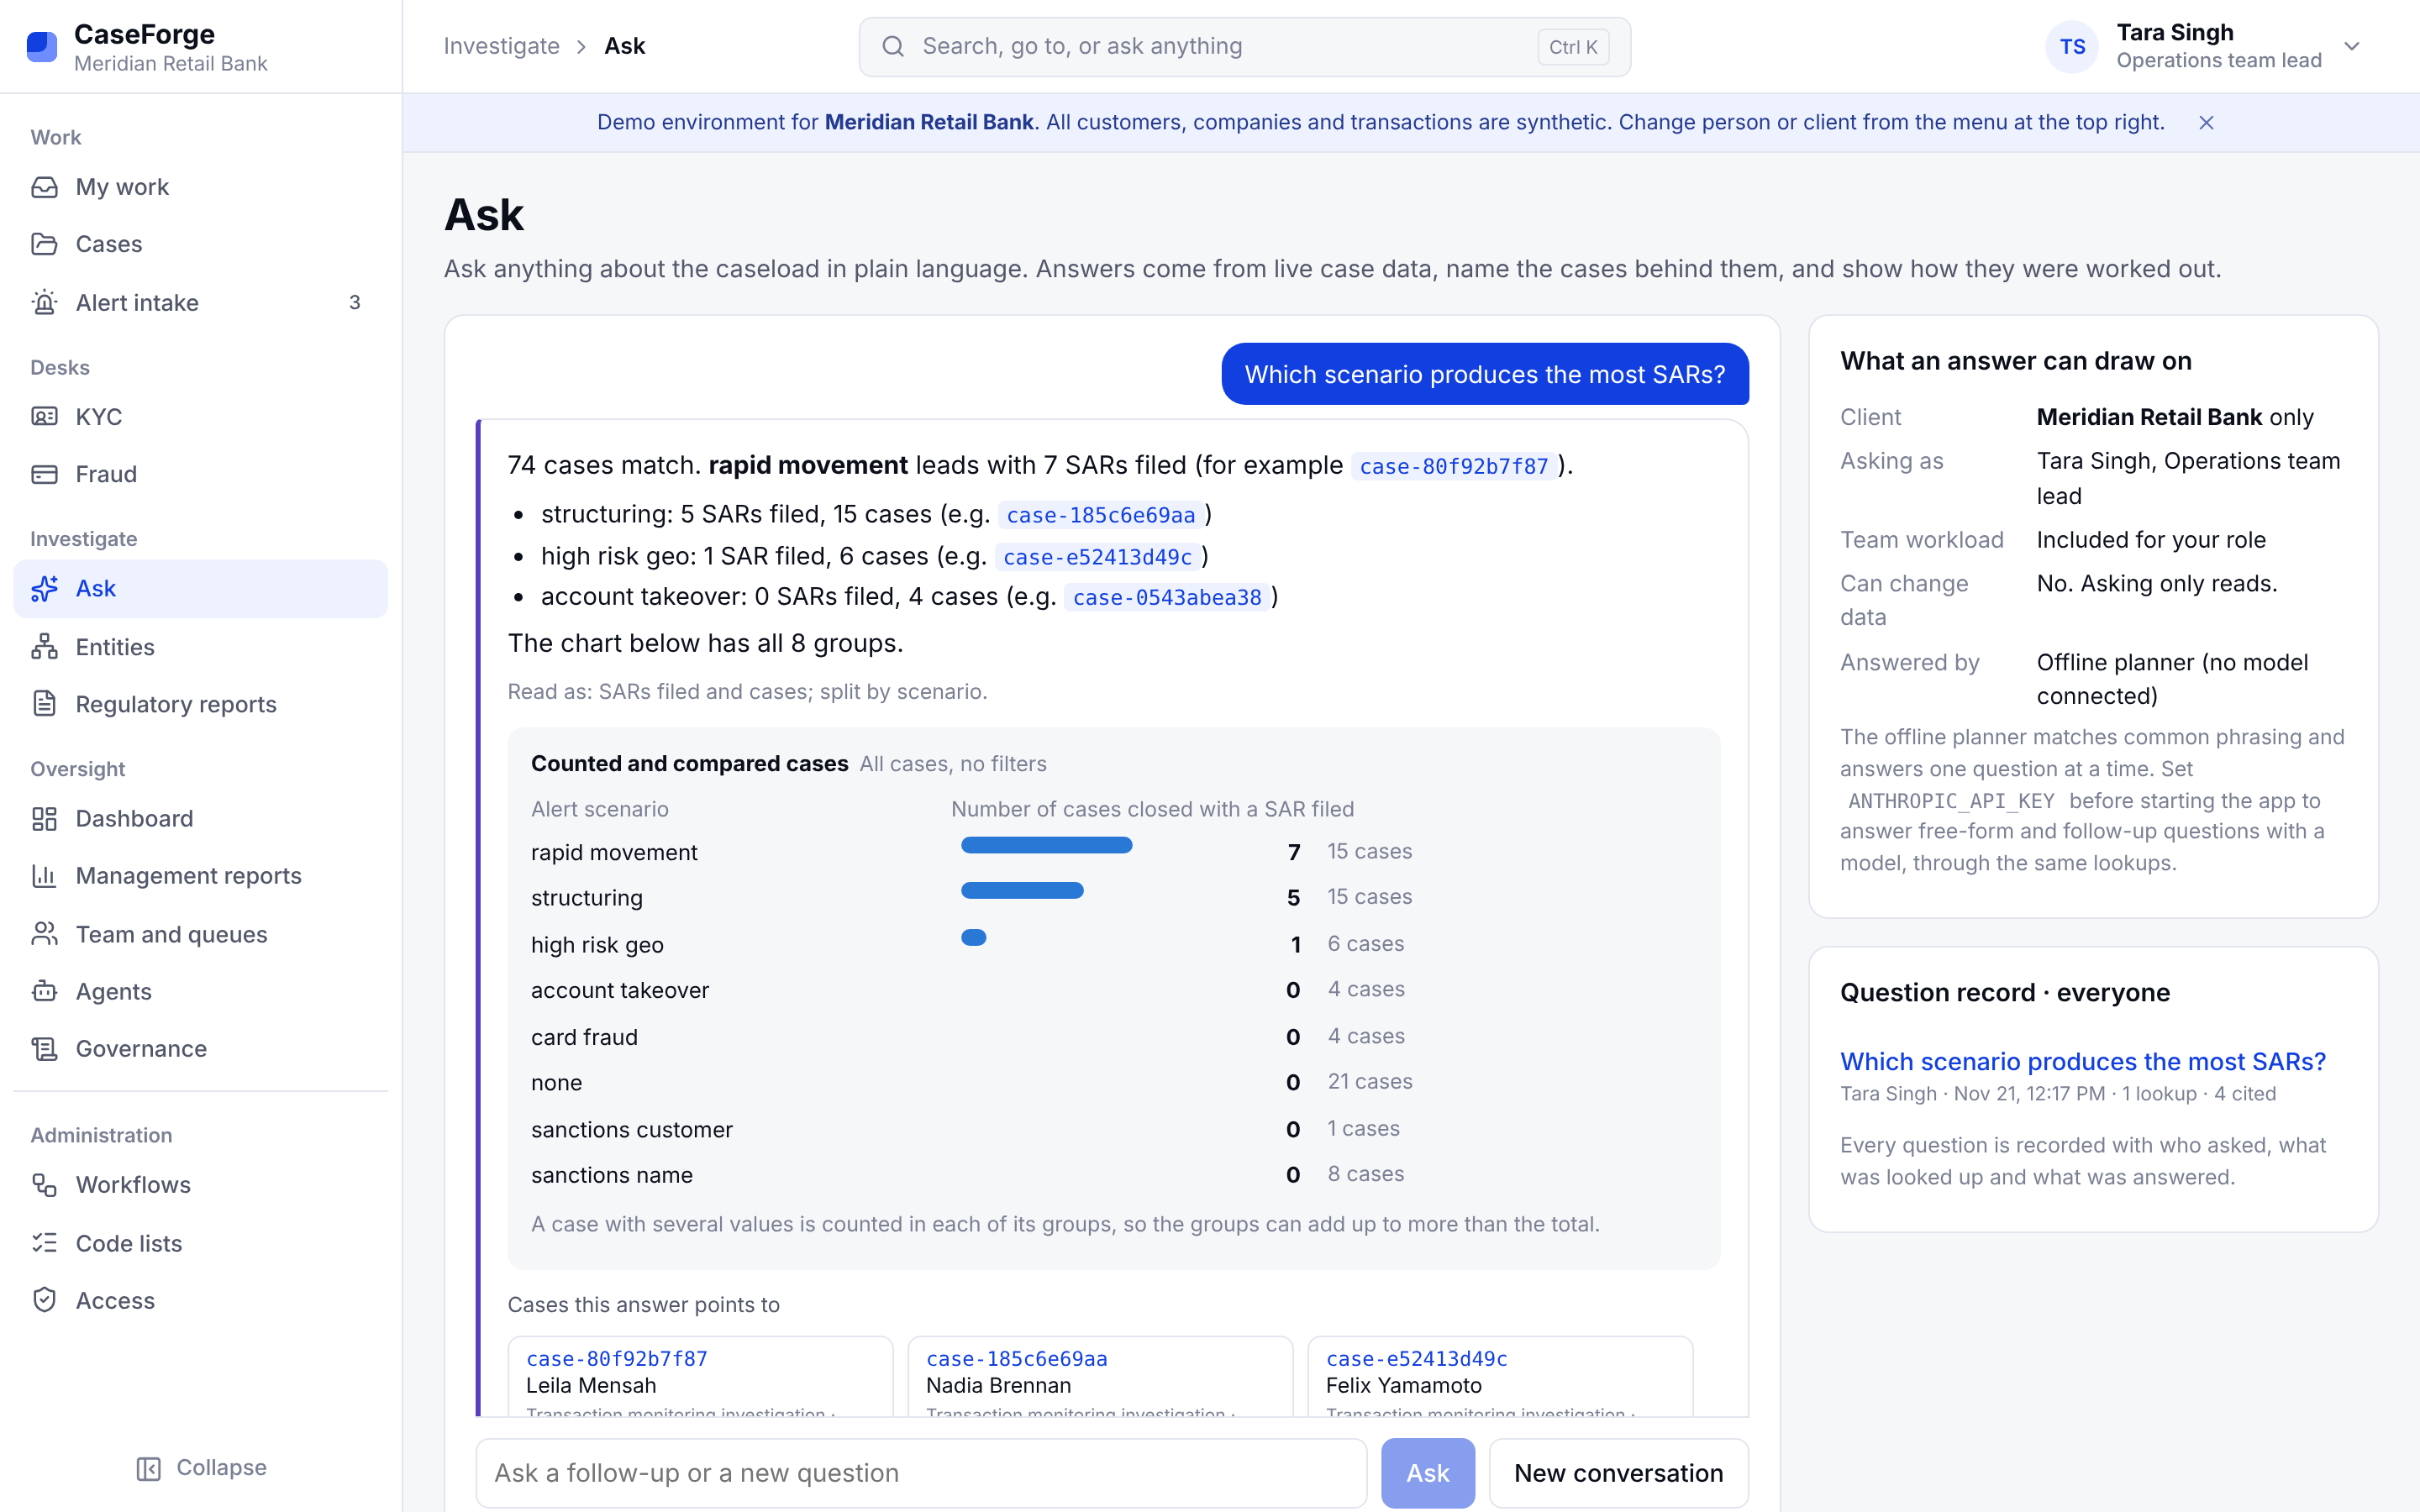 CaseForge
Meridian Retail Bank
Investigate > Ask
Search, go to, or ask anything
Ctrl K
TS
Tara Singh
Operations team lead
Demo environment for Meridian Retail Bank. All customers, companies and transactions are synthetic. Change person or client from the menu at the top right.
Work
My work
Cases
Alert intake 3
Desks
KYC
Fraud
Investigate
Ask
Entities
Regulatory reports
Oversight
Dashboard
Management reports
Team and queues
Agents
Governance
Administration
Workflows
Code lists
Access
Collapse
Ask
Ask anything about the caseload in plain language. Answers come from live case data, name the cases behind them, and show how they were worked out.
Which scenario produces the most SARs?
74 cases match. rapid movement leads with 7 SARs filed (for example case-80f92b7f87).
• structuring: 5 SARs filed, 15 cases (e.g. case-185c6e69aa)
• high risk geo: 1 SAR filed, 6 cases (e.g. case-e52413d49c)
• account takeover: 0 SARs filed, 4 cases (e.g. case-0543abea38)
The chart below has all 8 groups.
Read as: SARs filed and cases; split by scenario.
Counted and compared cases All cases, no filters
Alert scenario Number of cases closed with a SAR filed
rapid movement 7 15 cases
structuring 5 15 cases
high risk geo 1 6 cases
account takeover 0 4 cases
card fraud 0 4 cases
none 0 21 cases
sanctions customer 0 1 cases
sanctions name 0 8 cases
A case with several values is counted in each of its groups, so the groups can add up to more than the total.
Cases this answer points to
case-80f92b7f87
Leila Mensah
Transaction monitoring investigation ·
case-185c6e69aa
Nadia Brennan
Transaction monitoring investigation ·
case-e52413d49c
Felix Yamamoto
Transaction monitoring investigation ·
Ask a follow-up or a new question
Ask
New conversation
What an answer can draw on
Client Meridian Retail Bank only
Asking as Tara Singh, Operations team
lead
Team workload Included for your role
Can change No. Asking only reads.
data
Answered by Offline planner (no model
connected)
The offline planner matches common phrasing and
answers one question at a time. Set
ANTHROPIC_API_KEY before starting the app to
answer free-form and follow-up questions with a
model, through the same lookups.
Question record · everyone
Which scenario produces the most SARs?
Tara Singh · Nov 21, 12:17 PM · 1 lookup · 4 cited
Every question is recorded with who asked, what
was looked up and what was answered.